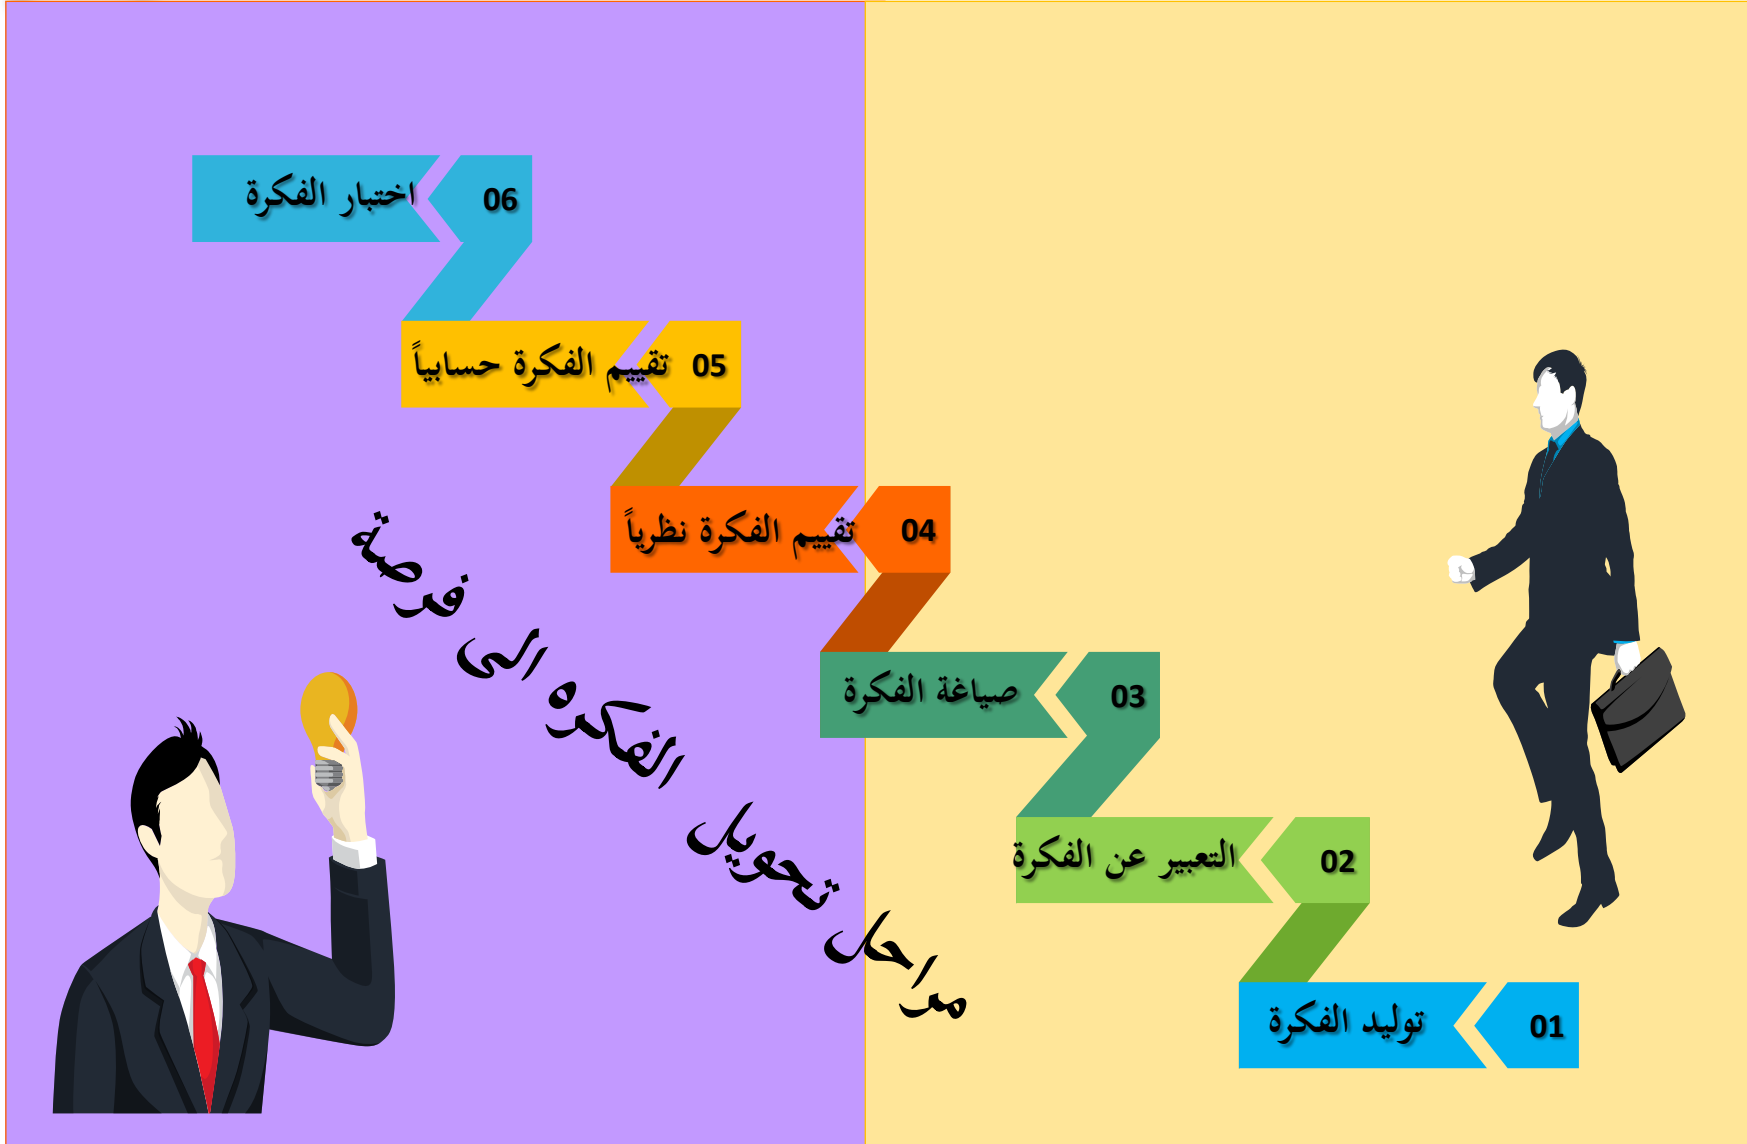 06 اختبار الفكرة
05 تقييم الفكرة حسابياً
04 تقييم الفكرة نظرياً
03 صياغة الفكرة
02 التعبير عن الفكرة
01 توليد الفكرة
مراحل تحويل الفكره الى فرصة